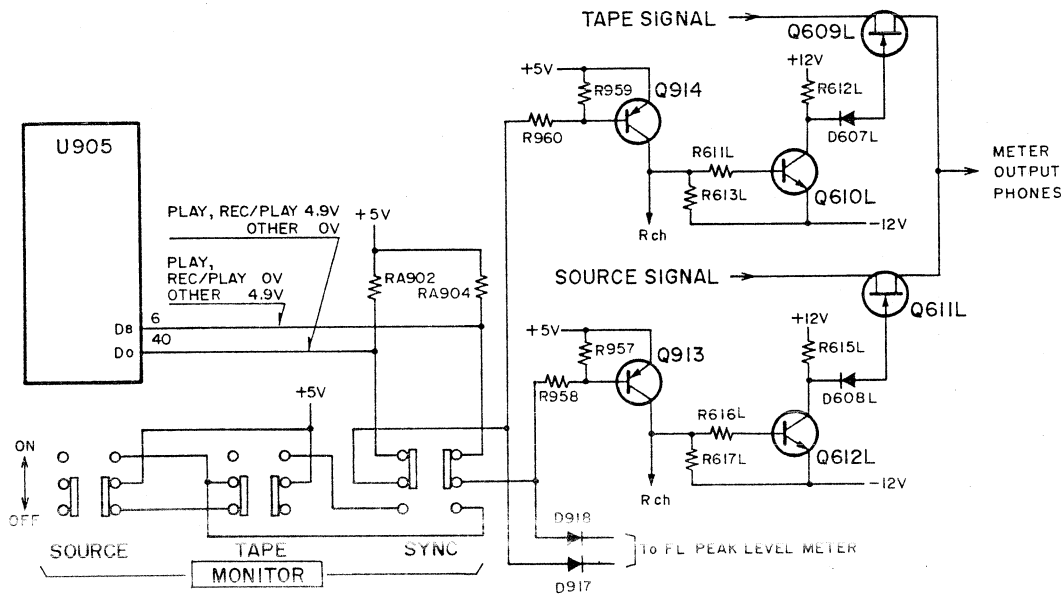 TAPE SIGNAL
Q609L
+5V
R959
Q914
R960
+12V
R612L
D607L
R611L
R613L
Q610L
-12V
R ch
METER
OUTPUT
PHONES
U905
PLAY, REC/PLAY 4.9V
OTHER 0V
+5V
PLAY,
REC/PLAY 0V
OTHER 4.9V
RA902
RA904
D8 6
D0 40
SOURCE SIGNAL
Q611L
+5V
R957
Q913
R958
+12V
R615L
D608L
R616L
R617L
Q612L
-12V
R ch
+5V
ON
OFF
SOURCE
TAPE
SYNC
MONITOR
D918
D917
To FL PEAK LEVEL METER